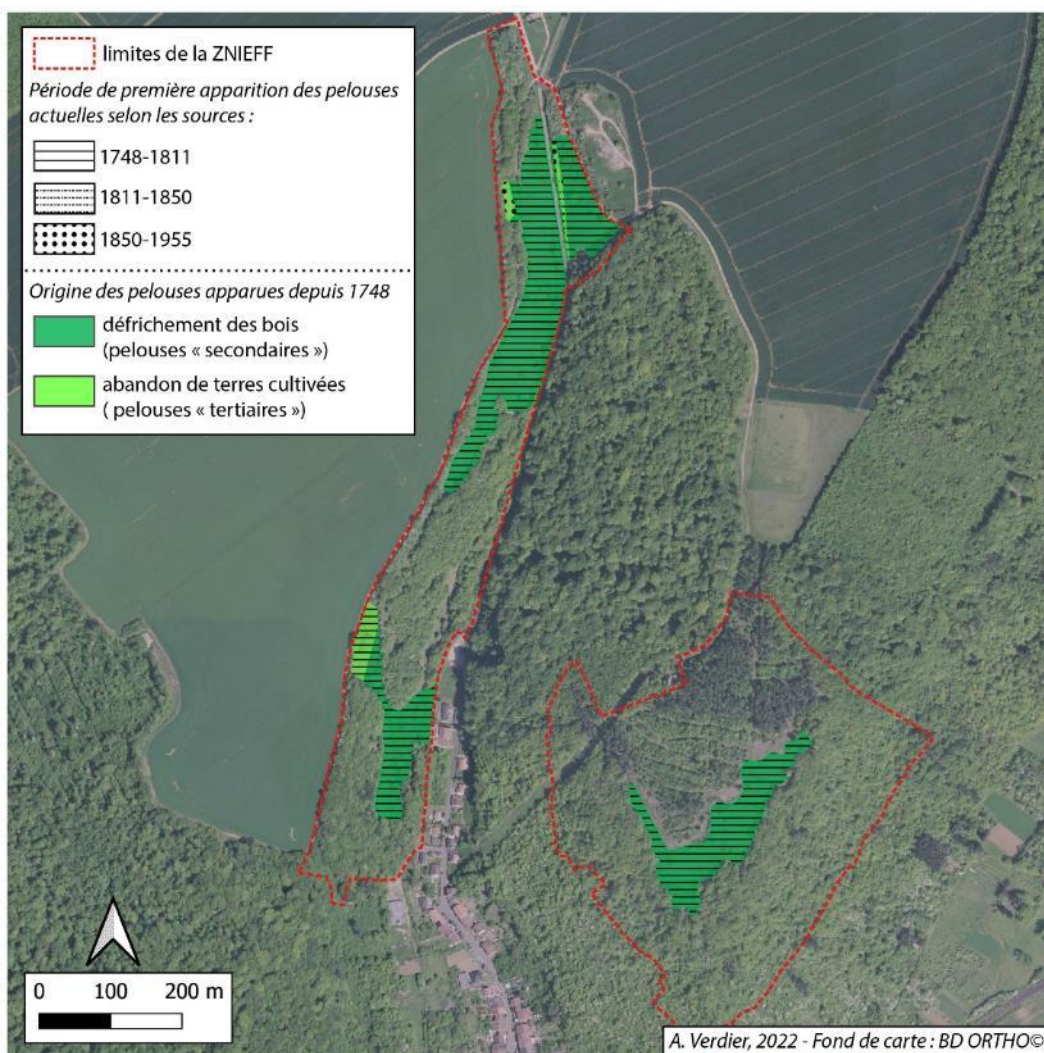 limites de la ZNIEFF
Période de première apparition des pelouses
actuelles selon les sources :
1748-1811
1811-1850
1850-1955
Origine des pelouses apparues depuis 1748
défrichement des bois
(pelouses « secondaires »)
abandon de terres cultivées
( pelouses « tertiaires »)
0 100 200 m
A. Verdier, 2022 - Fond de carte : BD ORTHO©